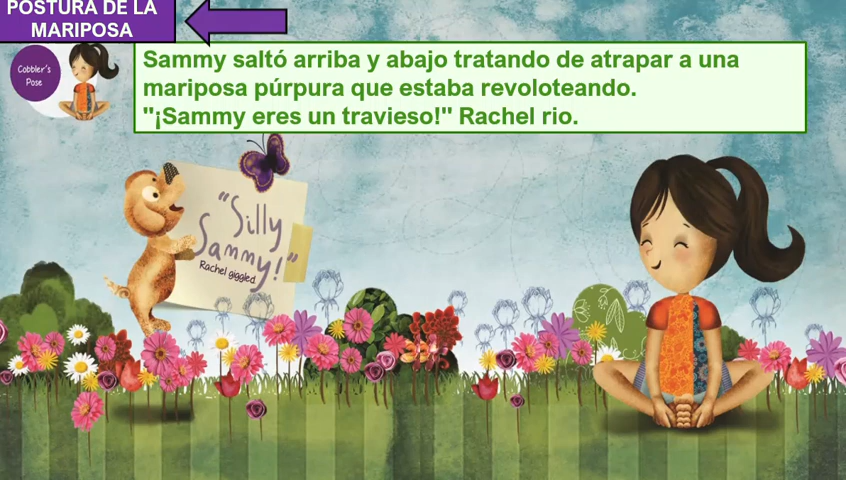 POSTURA DE LA
MARIPOSA
Cobbler's
Pose
Sammy saltó arriba y abajo tratando de atrapar a una
mariposa púrpura que estaba revoloteando.
"¡Sammy eres un travieso!" Rachel rio.
"Silly
Sammy!"
Rachel giggled